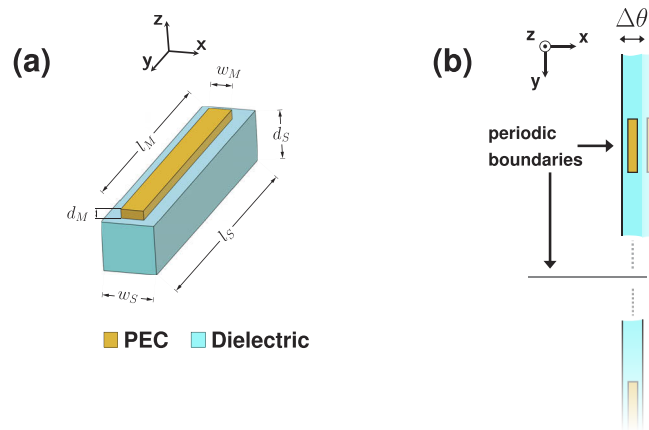 (a)
z
x
y
w_M
l_M
d_S
d_M
l_S
w_S
PEC Dielectric
(b)
z
x
y
Δθ
periodic
boundaries